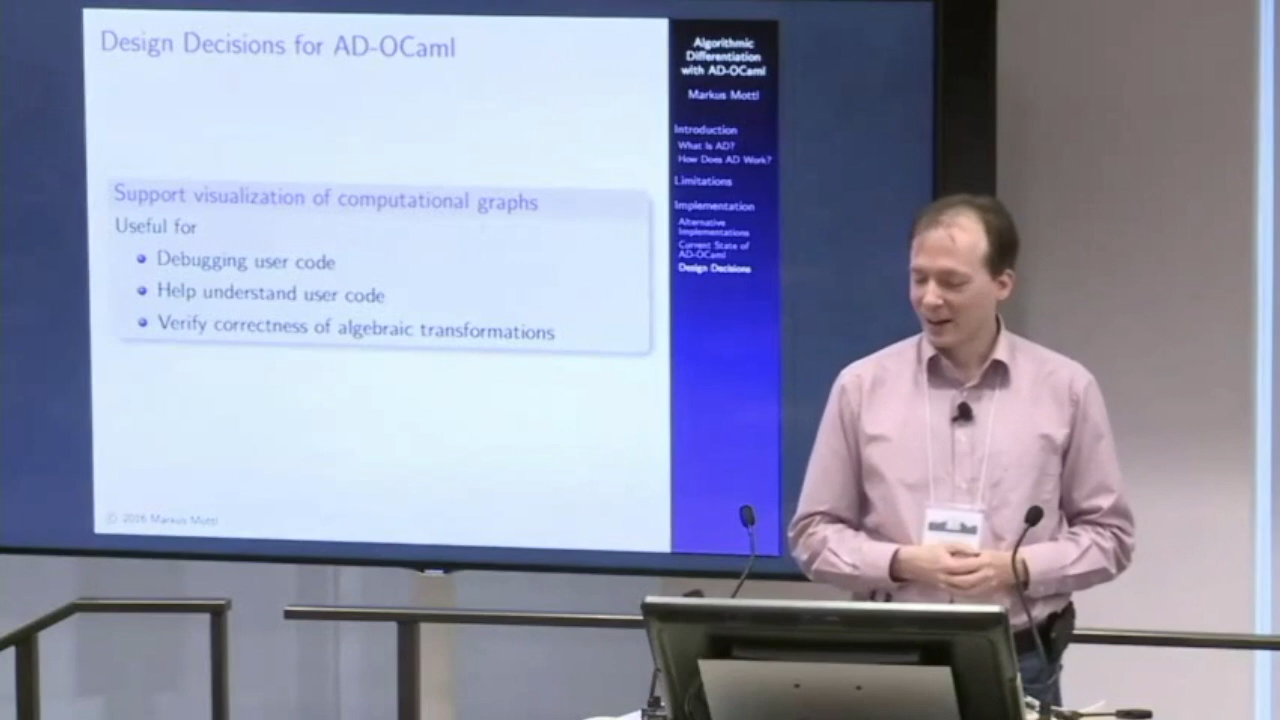 Design Decisions for AD-OCaml
Support visualization of computational graphs
Useful for
Debugging user code
Help understand user code
Verify correctness of algebraic transformations
© 2016 Markus Mottl
Algorithmic
Differentiation
with AD-OCaml
Markus Mottl
Introduction
What Is AD?
How Does AD Work?
Limitations
Implementation
Alternative
Implementations
Current State of
AD-OCaml
Design Decisions